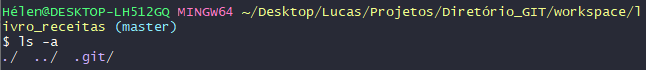 Hélen@DESKTOP-LH512GQ MINGW64 ~/Desktop/Lucas/Projetos/Diretório_GIT/workspace/l
ivro_receitas (master)
$ ls -a
./  ../  .git/